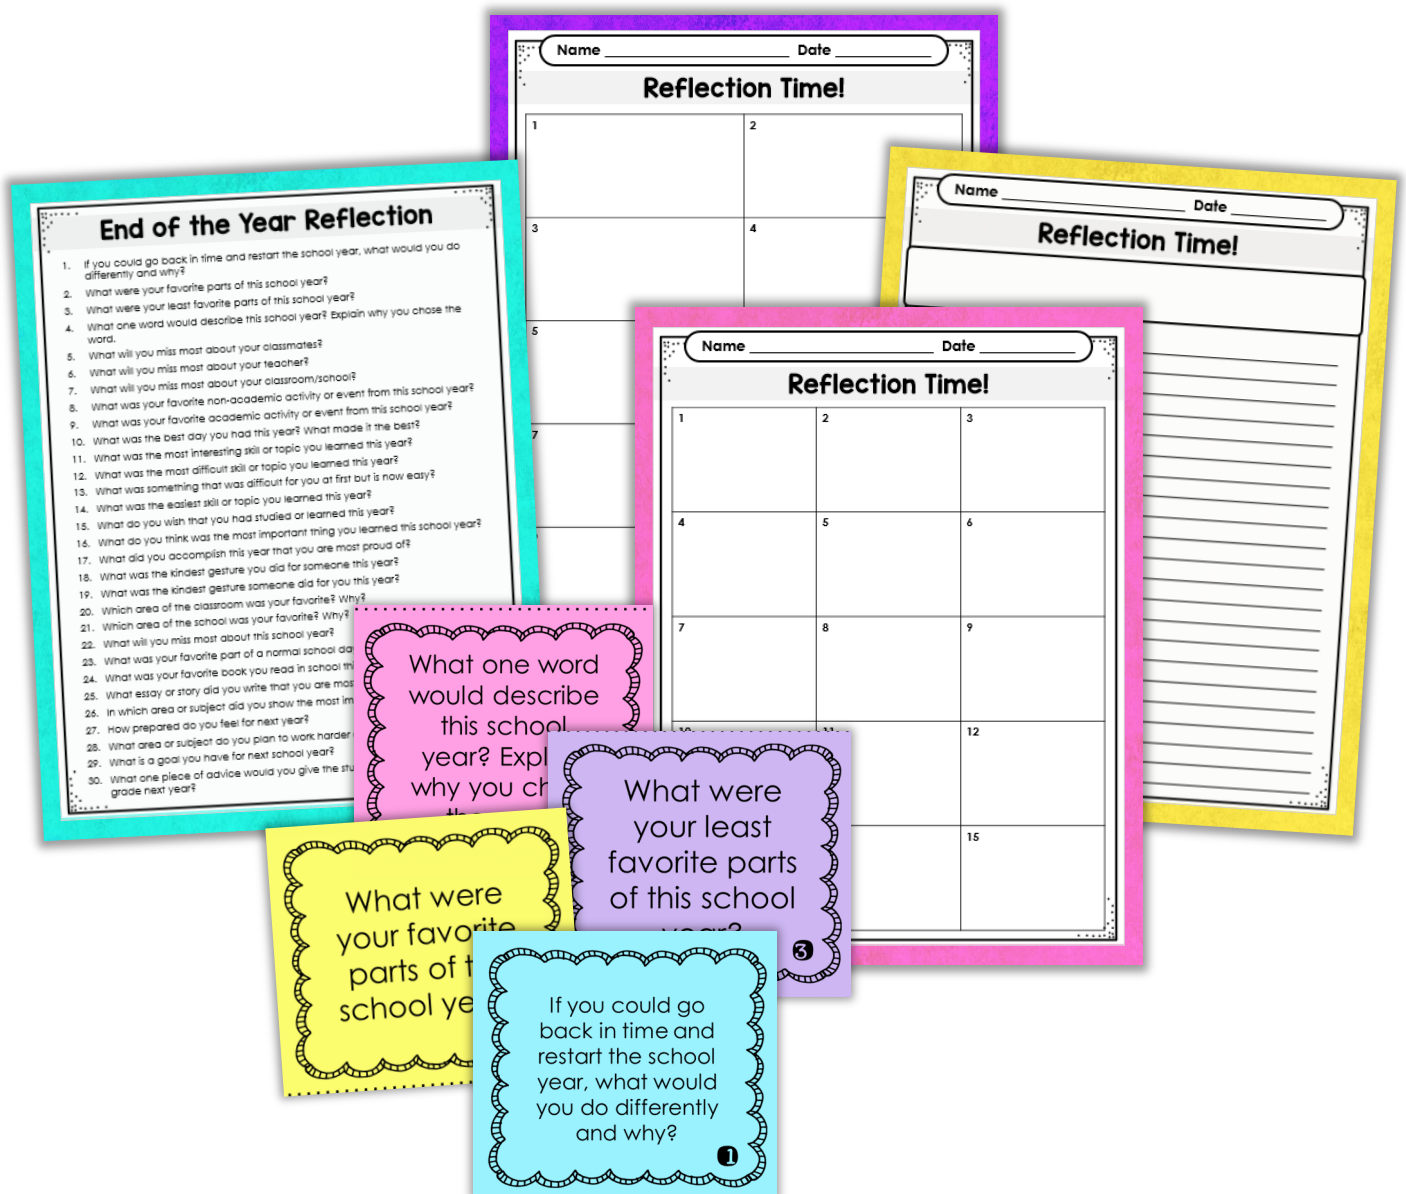 Name Date
Reflection Time!
1 2
3 4
5
7
End of the Year Reflection
1. If you could go back in time and restart the school year, what would you do
differently and why?
2. What were your favorite parts of this school year?
3. What were your least favorite parts of this school year?
4. What one word would describe this school year? Explain why you chose the
word.
5. What will you miss most about your classmates?
6. What will you miss most about your teacher?
7. What will you miss most about your classroom/school?
8. What was your favorite non-academic activity or event from this school year?
9. What was your favorite academic activity or event from this school year?
10. What was the best day you had this year? What made it the best?
11. What was the most interesting skill or topic you learned this year?
12. What was the most difficult skill or topic you learned this year?
13. What was something that was difficult for you at first but is now easy?
14. What was the easiest skill or topic you learned this year?
15. What do you wish that you had studied or learned this year?
16. What do you think was the most important thing you learned this school year?
17. What did you accomplish this year that you are most proud of?
18. What was the kindest gesture you did for someone this year?
19. What was the kindest gesture someone did for you this year?
20. Which area of the classroom was your favorite? Why?
21. Which area of the school was your favorite? Why?
22. What will you miss most about this school year?
23. What was your favorite part of a normal school da
24. What was your favorite book you read in school thi
25. What essay or story did you write that you are mos
26. In which area or subject did you show the most im
27. How prepared do you feel for next year?
28. What area or subject do you plan to work harder
29. What is a goal you have for next school year?
30. What one piece of advice would you give the stu
grade next year?
Name Date
Reflection Time!
Name Date
Reflection Time!
1 2 3
4 5 6
7 8 9
10 11 12
15
What one word
would describe
this school
year? Expl
why you ch
What were
your least
favorite parts
of this school
year?
3
What were
your favorite
parts of t
school ye
If you could go
back in time and
restart the school
year, what would
you do differently
and why?
1